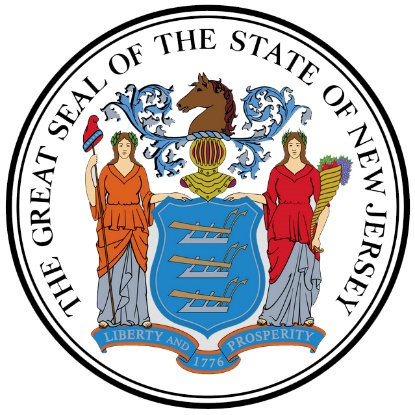 THE GREAT SEAL OF THE STATE OF NEW JERSEY
LIBERTY AND PROSPERITY
1776